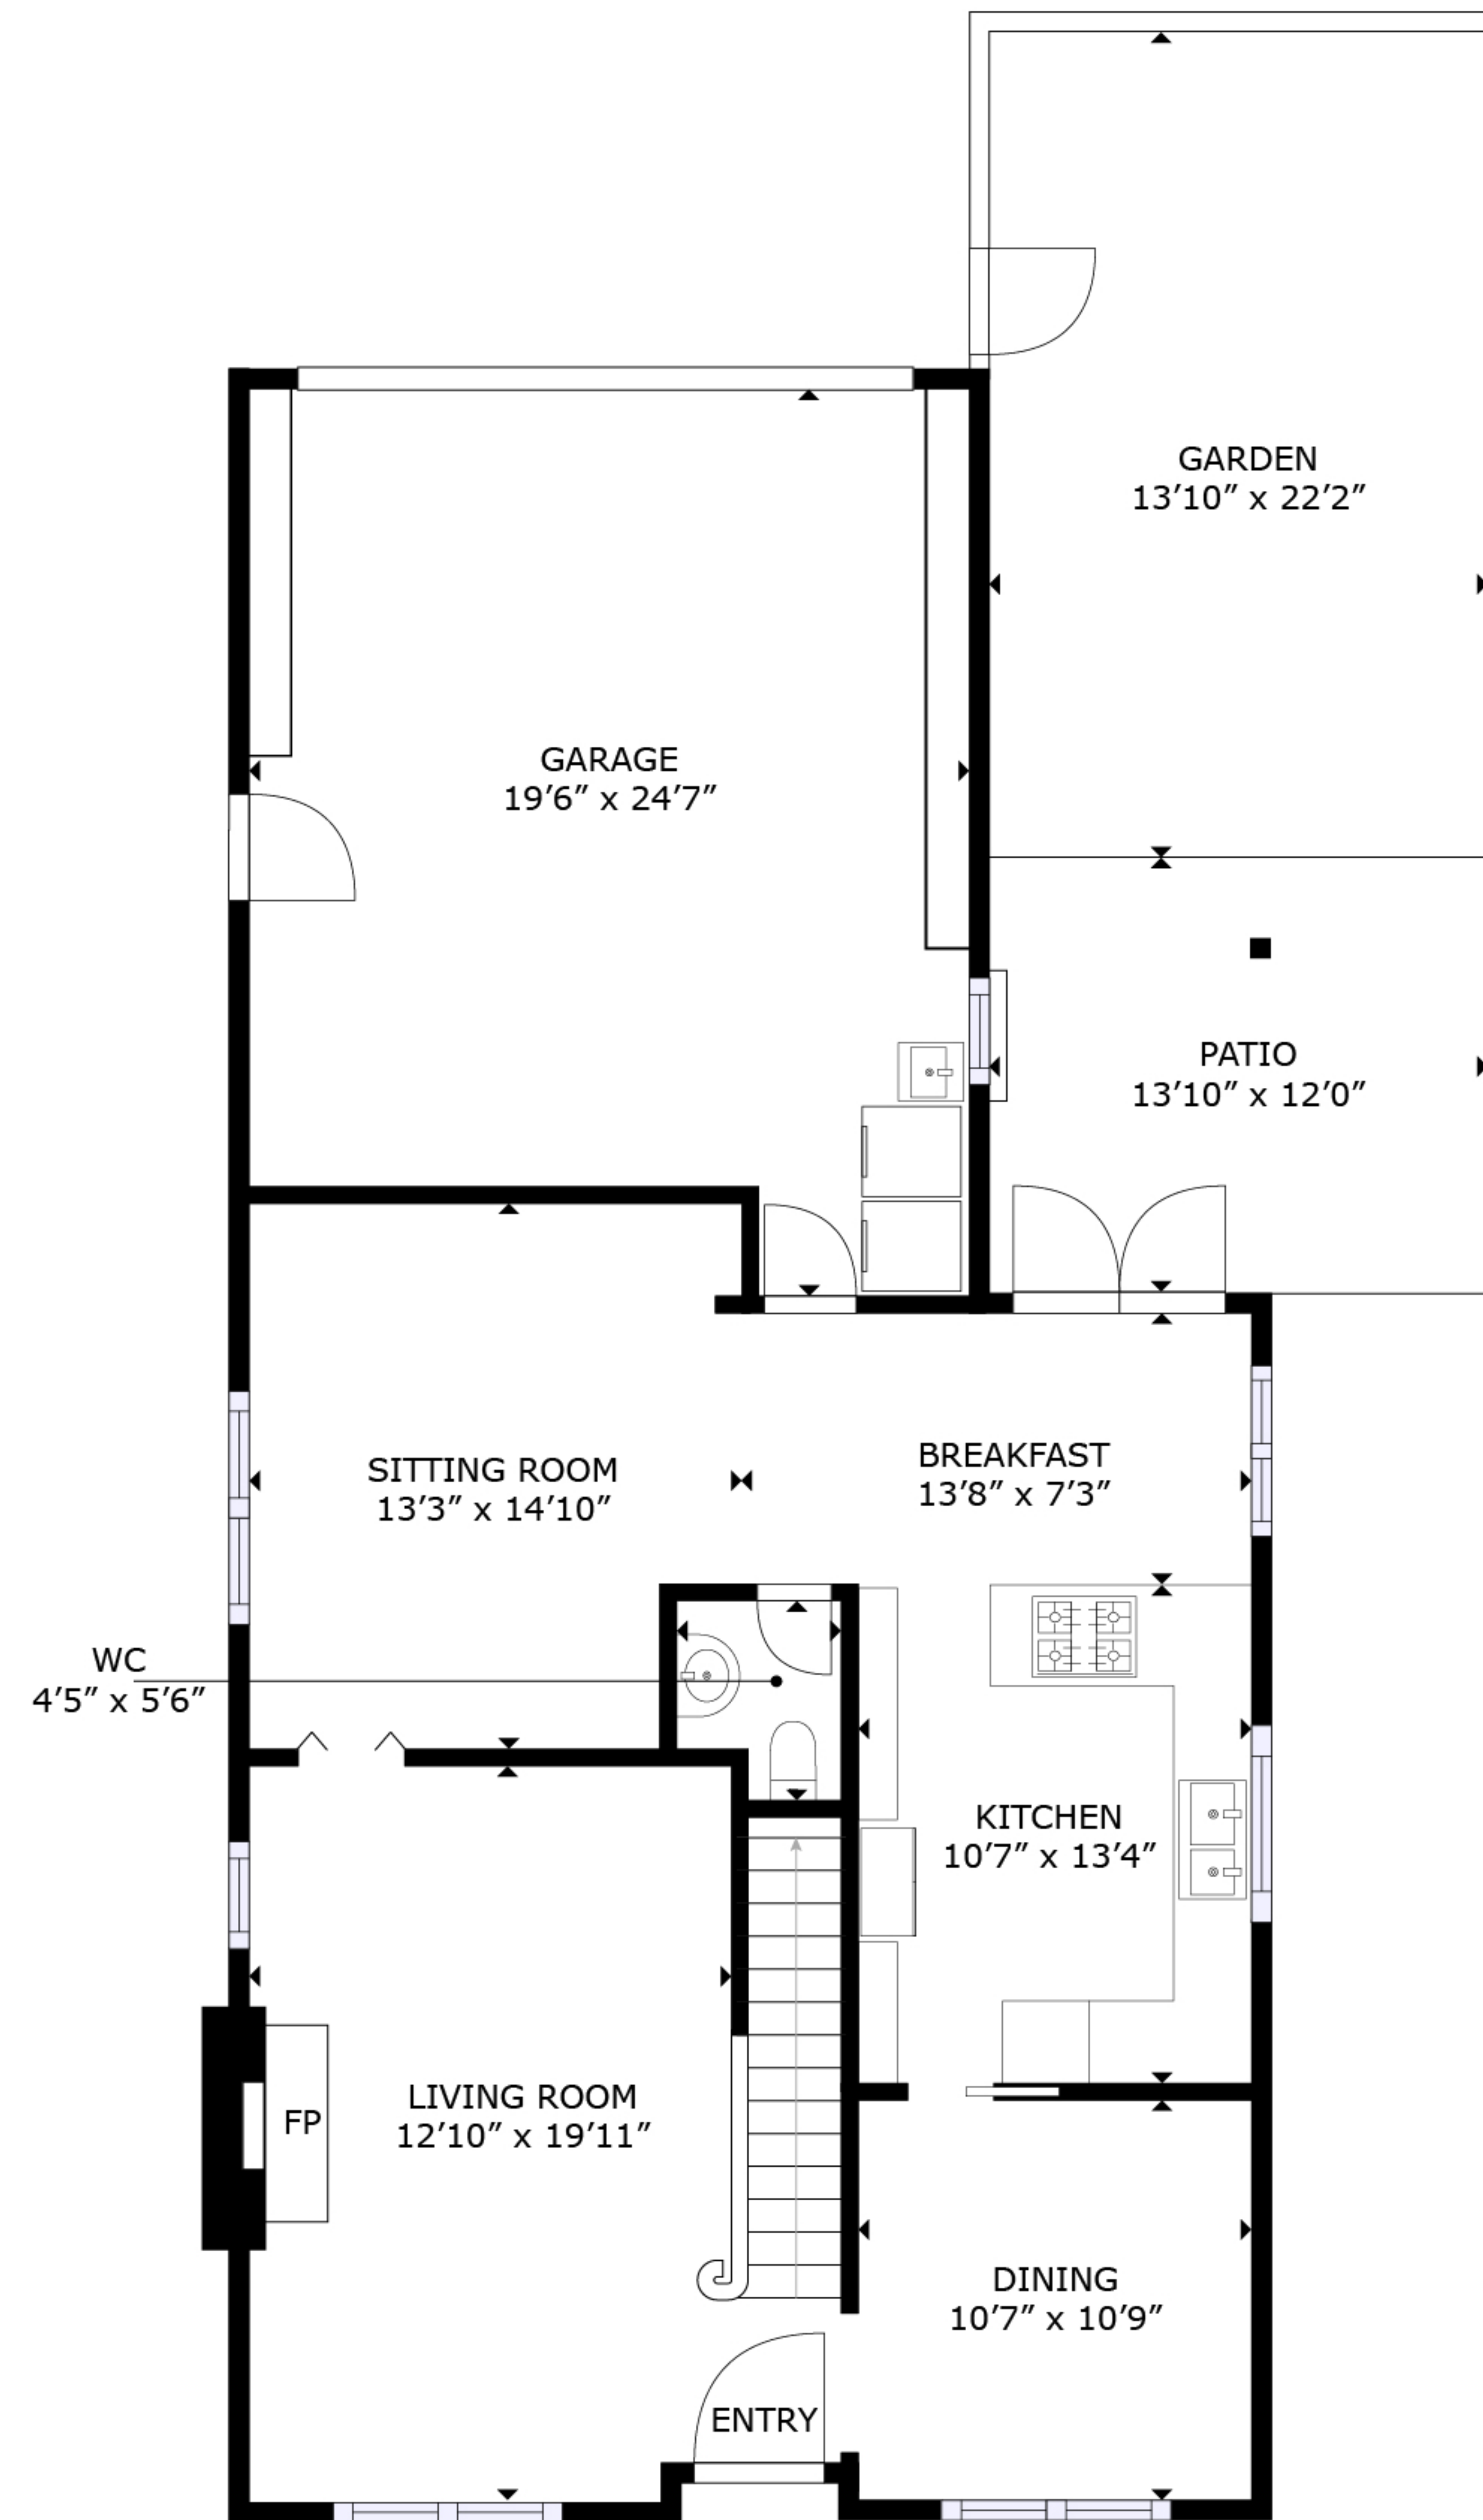 GARDEN
13’10” x 22’2”
GARAGE
19’6” x 24’7”
PATIO
13’10” x 12’0”
SITTING ROOM
13’3” x 14’10”
BREAKFAST
13’8” x 7’3”
WC
4’5” x 5’6”
KITCHEN
10’7” x 13’4”
LIVING ROOM
12’10” x 19’11”
FP
DINING
10’7” x 10’9”
ENTRY